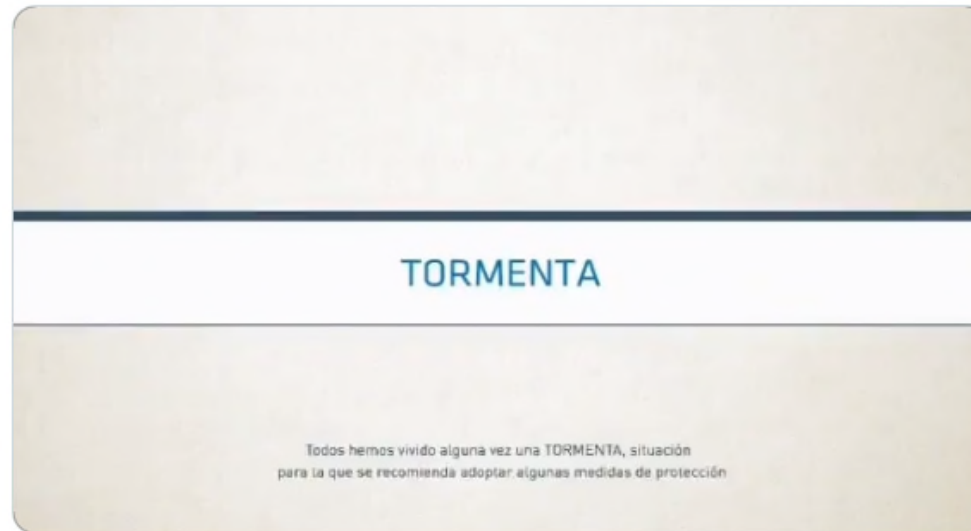 TORMENTA
Todos hemos vivido alguna vez una TORMENTA, situación
para la que se recomienda adoptar algunas medidas de protección